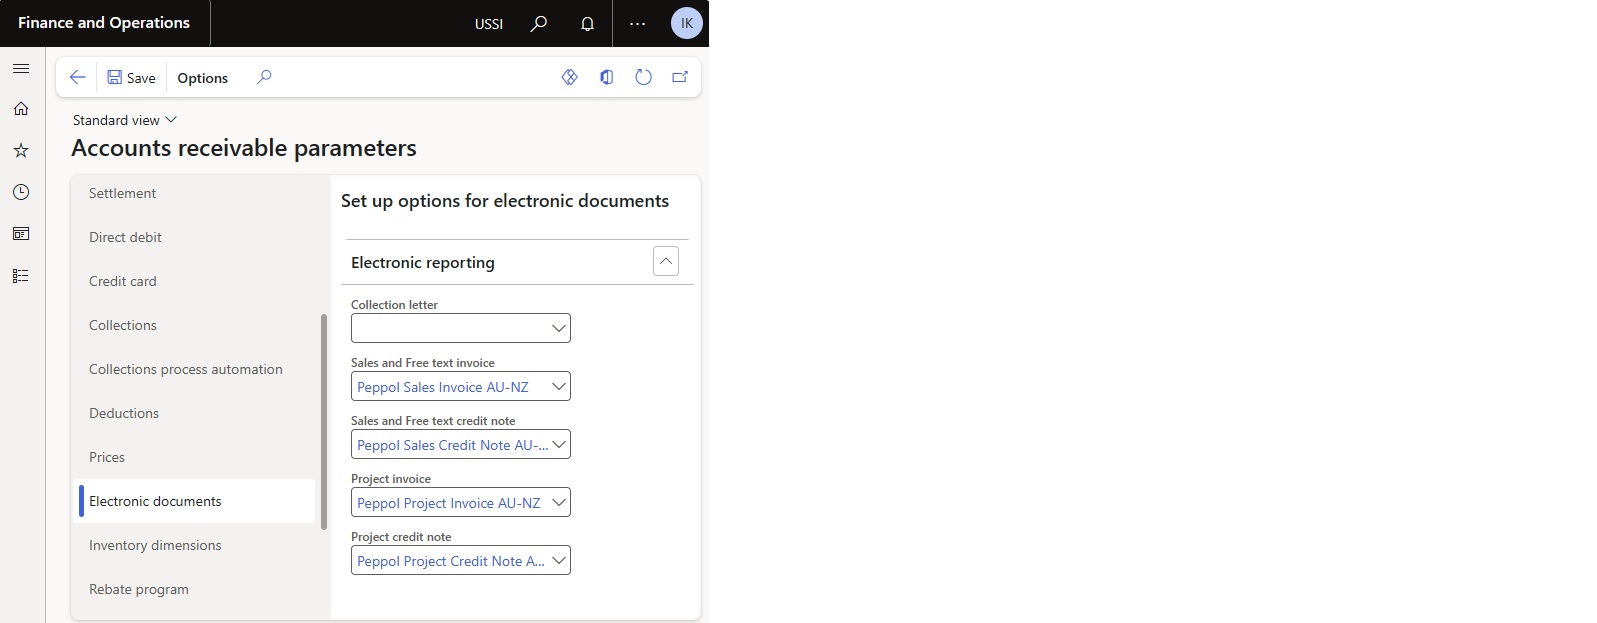 Finance and Operations
USSI
IK
Save
Options
Standard view
Accounts receivable parameters
Settlement
Direct debit
Credit card
Collections
Collections process automation
Deductions
Prices
Electronic documents
Inventory dimensions
Rebate program
Set up options for electronic documents
Electronic reporting
Collection letter
Sales and Free text invoice
Peppol Sales Invoice AU-NZ
Sales and Free text credit note
Peppol Sales Credit Note AU-...
Project invoice
Peppol Project Invoice AU-NZ
Project credit note
Peppol Project Credit Note A...